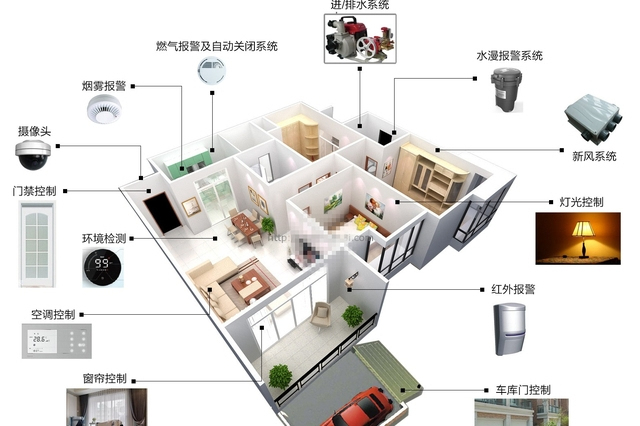 进/排水系统
燃气报警及自动关闭系统
水漫报警系统
烟雾报警
摄像头
新风系统
门禁控制
灯光控制
环境检测
99
红外报警
空调控制
28.6
窗帘控制
车库门控制